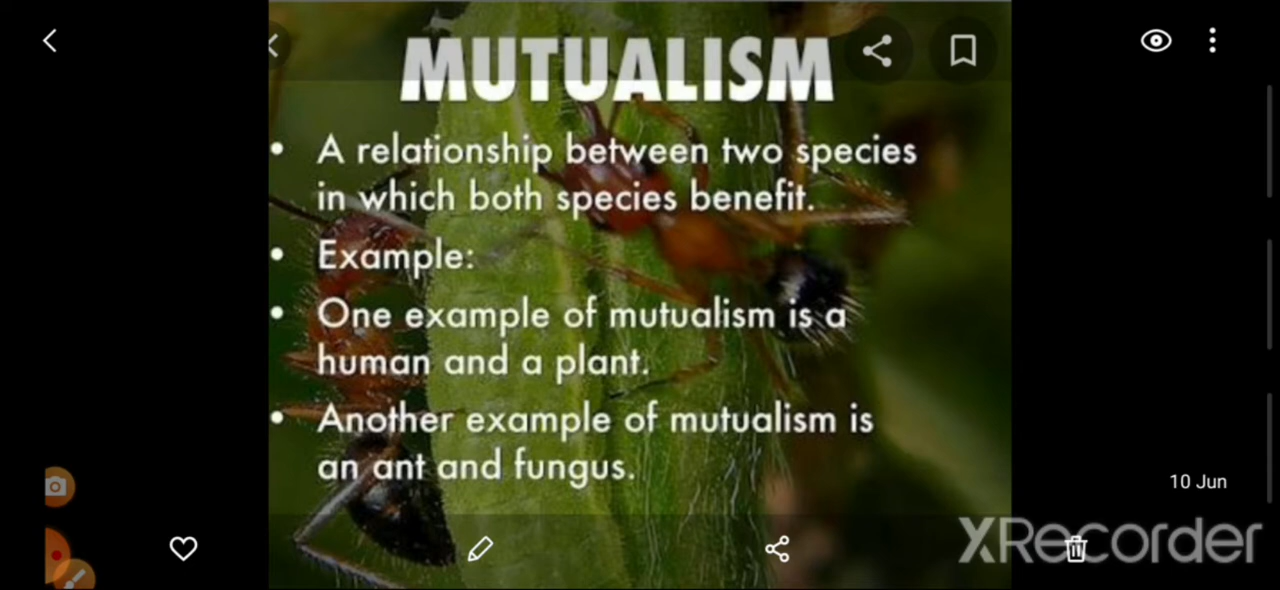 MUTUALISM
• A relationship between two species
in which both species benefit.
• Example:
• One example of mutualism is a
human and a plant.
• Another example of mutualism is
an ant and fungus.
10 Jun
XRecorder